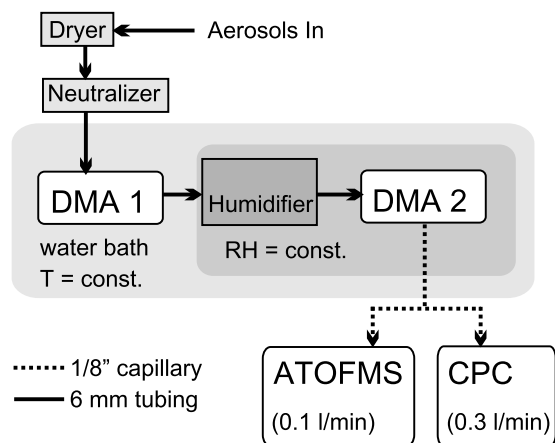 Dryer
Aerosols In
Neutralizer
DMA 1
Humidifier
DMA 2
water bath
T = const.
RH = const.
1/8” capillary
6 mm tubing
ATOFMS
(0.1 l/min)
CPC
(0.3 l/min)